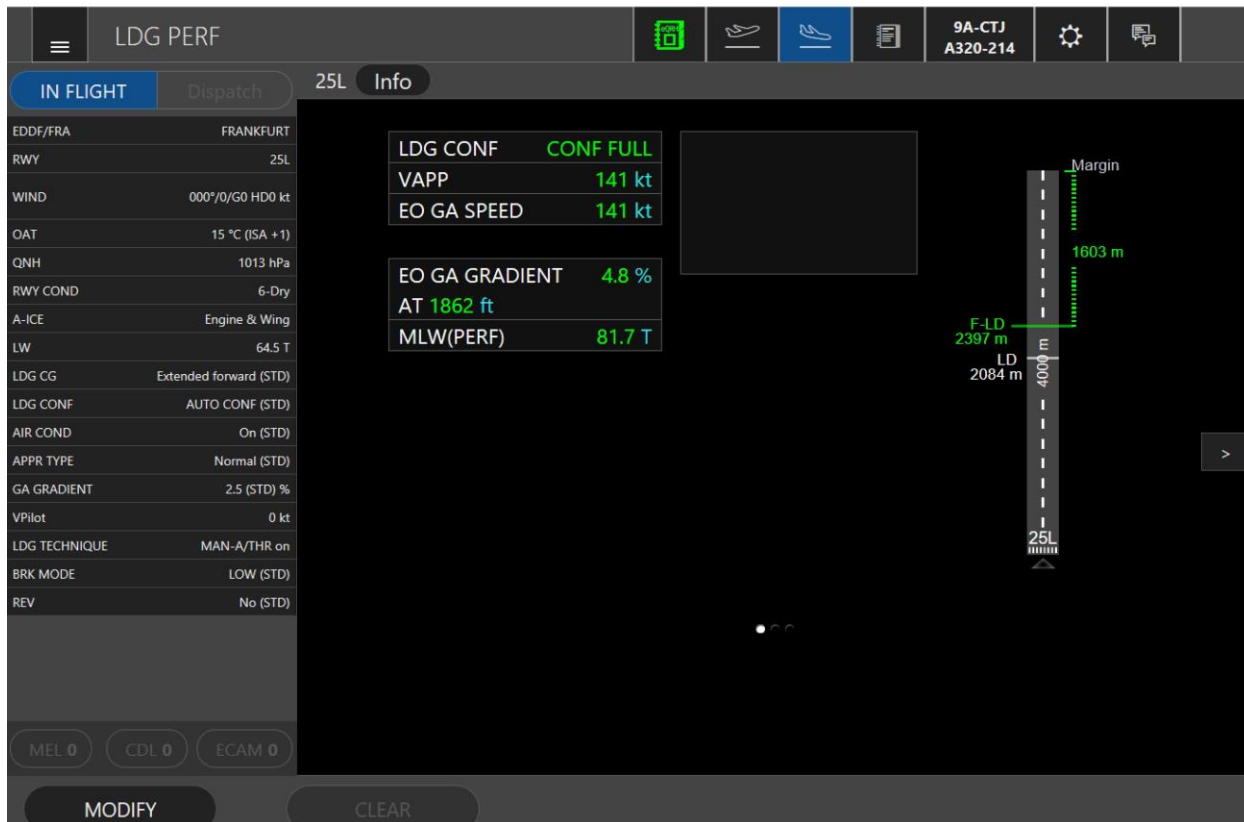 LDG PERF
9A-CTJ
A320-214
IN FLIGHT Dispatch
25L Info
EDDF/FRA FRANKFURT
RWY 25L
WIND 000°/0/G0 HD0 kt
OAT 15 °C (ISA +1)
QNH 1013 hPa
RWY COND 6-Dry
A-ICE Engine & Wing
LW 64.5 T
LDG CG Extended forward (STD)
LDG CONF AUTO CONF (STD)
AIR COND On (STD)
APPR TYPE Normal (STD)
GA GRADIENT 2.5 (STD) %
VPilot 0 kt
LDG TECHNIQUE MAN-A/THR on
BRK MODE LOW (STD)
REV No (STD)
MEL 0 CDL 0 ECAM 0
MODIFY CLEAR
LDG CONF CONF FULL
VAPP 141 kt
EO GA SPEED 141 kt
EO GA GRADIENT 4.8 %
AT 1862 ft
MLW(PERF) 81.7 T
Margin
1603 m
F-LD
2397 m
LD
2084 m
4000 m
25L
>